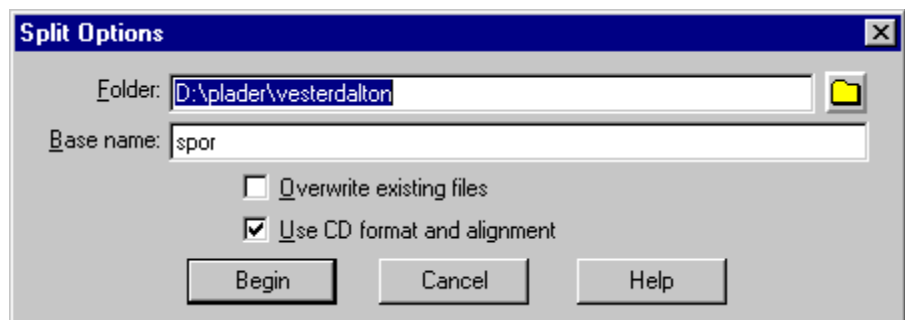 Split Options
Folder: D:\plader\vesterdalton
Base name: spor
Overwrite existing files
Use CD format and alignment
Begin Cancel Help